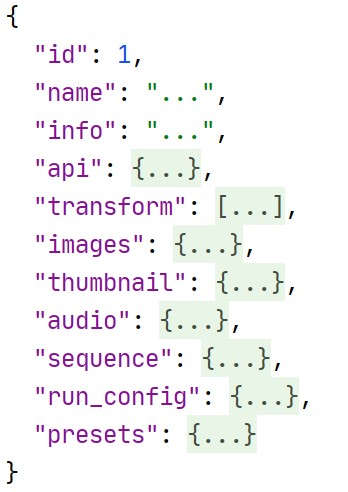 {
  "id": 1,
  "name": "...",
  "info": "...",
  "api": {...},
  "transform": [...],
  "images": {...},
  "thumbnail": {...},
  "audio": {...},
  "sequence": {...},
  "run_config": {...},
  "presets": {...}
}